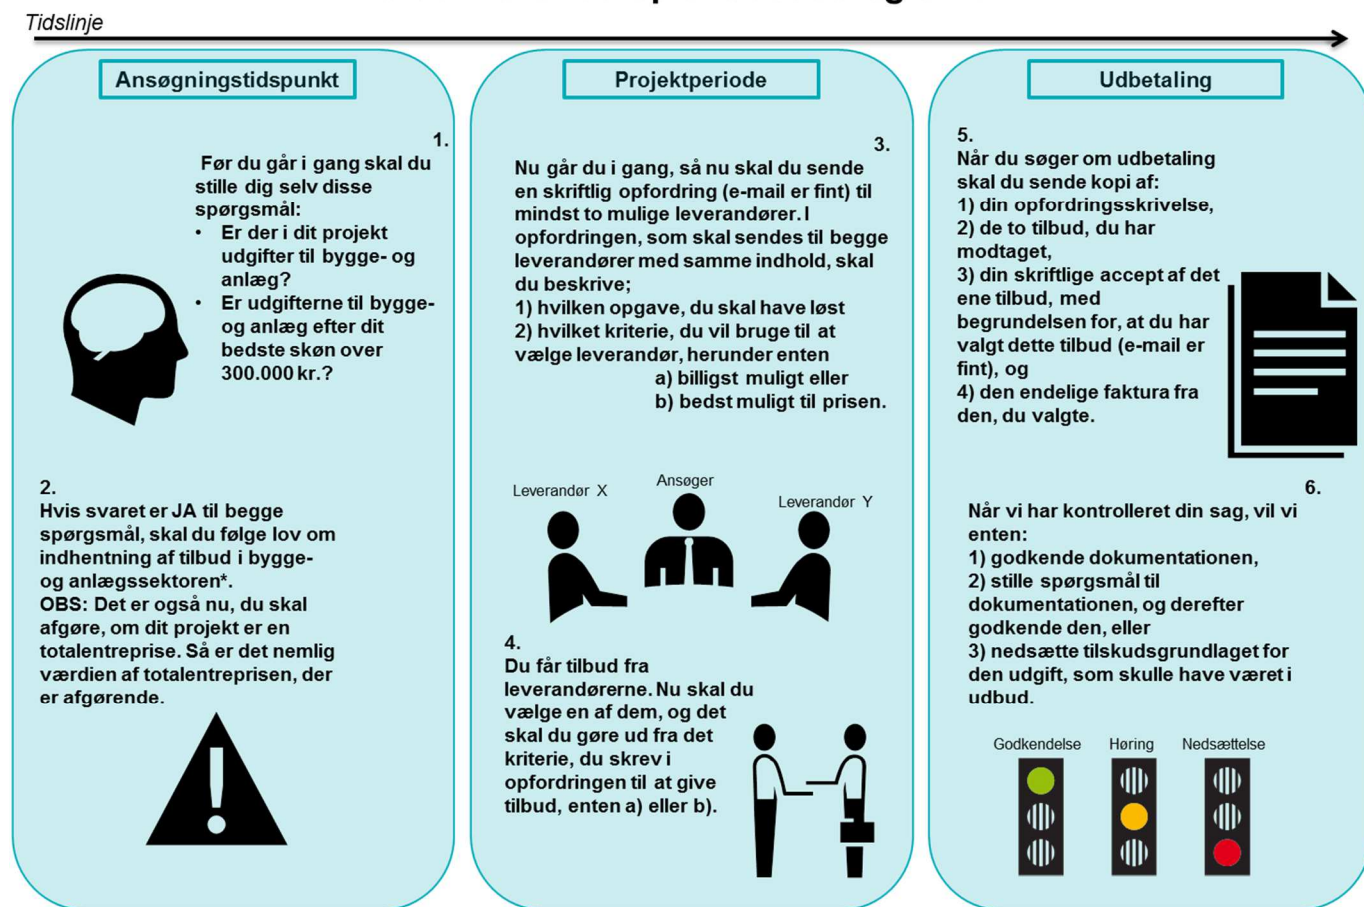 Tidslinje
Ansøgningstidspunkt
1.
Før du går i gang skal du
stille dig selv disse
spørgsmål:
• Er der i dit projekt
udgifter til bygge- og
anlæg?
• Er udgifterne til bygge-
og anlæg efter dit
bedste skøn over
300.000 kr.?
2.
Hvis svaret er JA til begge
spørgsmål, skal du følge lov om
indhentning af tilbud i bygge-
og anlægssektoren*.
OBS: Det er også nu, du skal
afgøre, om dit projekt er en
totalentreprise. Så er det nemlig
værdien af totalentreprisen, der
er afgørende.
Projektperiode
3.
Nu går du i gang, så nu skal du sende
en skriftlig opfordring (e-mail er fint) til
mindst to mulige leverandører. I
opfordringen, som skal sendes til begge
leverandører med samme indhold, skal
du beskrive;
1) hvilken opgave, du skal have løst
2) hvilket kriterie, du vil bruge til at
vælge leverandør, herunder enten
a) billigst muligt eller
b) bedst muligt til prisen.
Leverandør X
Ansøger
Leverandør Y
4.
Du får tilbud fra
leverandørerne. Nu skal du
vælge en af dem, og det
skal du gøre ud fra det
kriterie, du skrev i
opfordringen til at give
tilbud, enten a) eller b).
Udbetaling
5.
Når du søger om udbetaling
skal du sende kopi af:
1) din opfordringsskrivelse,
2) de to tilbud, du har
modtaget,
3) din skriftlige accept af det
ene tilbud, med
begrundelsen for, at du har
valgt dette tilbud (e-mail er
fint), og
4) den endelige faktura fra
den, du valgte.
6.
Når vi har kontrolleret din sag, vil vi
enten:
1) godkende dokumentationen,
2) stille spørgsmål til
dokumentationen, og derefter
godkende den, eller
3) nedsætte tilskudsgrundlaget for
den udgift, som skulle have været i
udbud.
Godkendelse
Høring
Nedsættelse